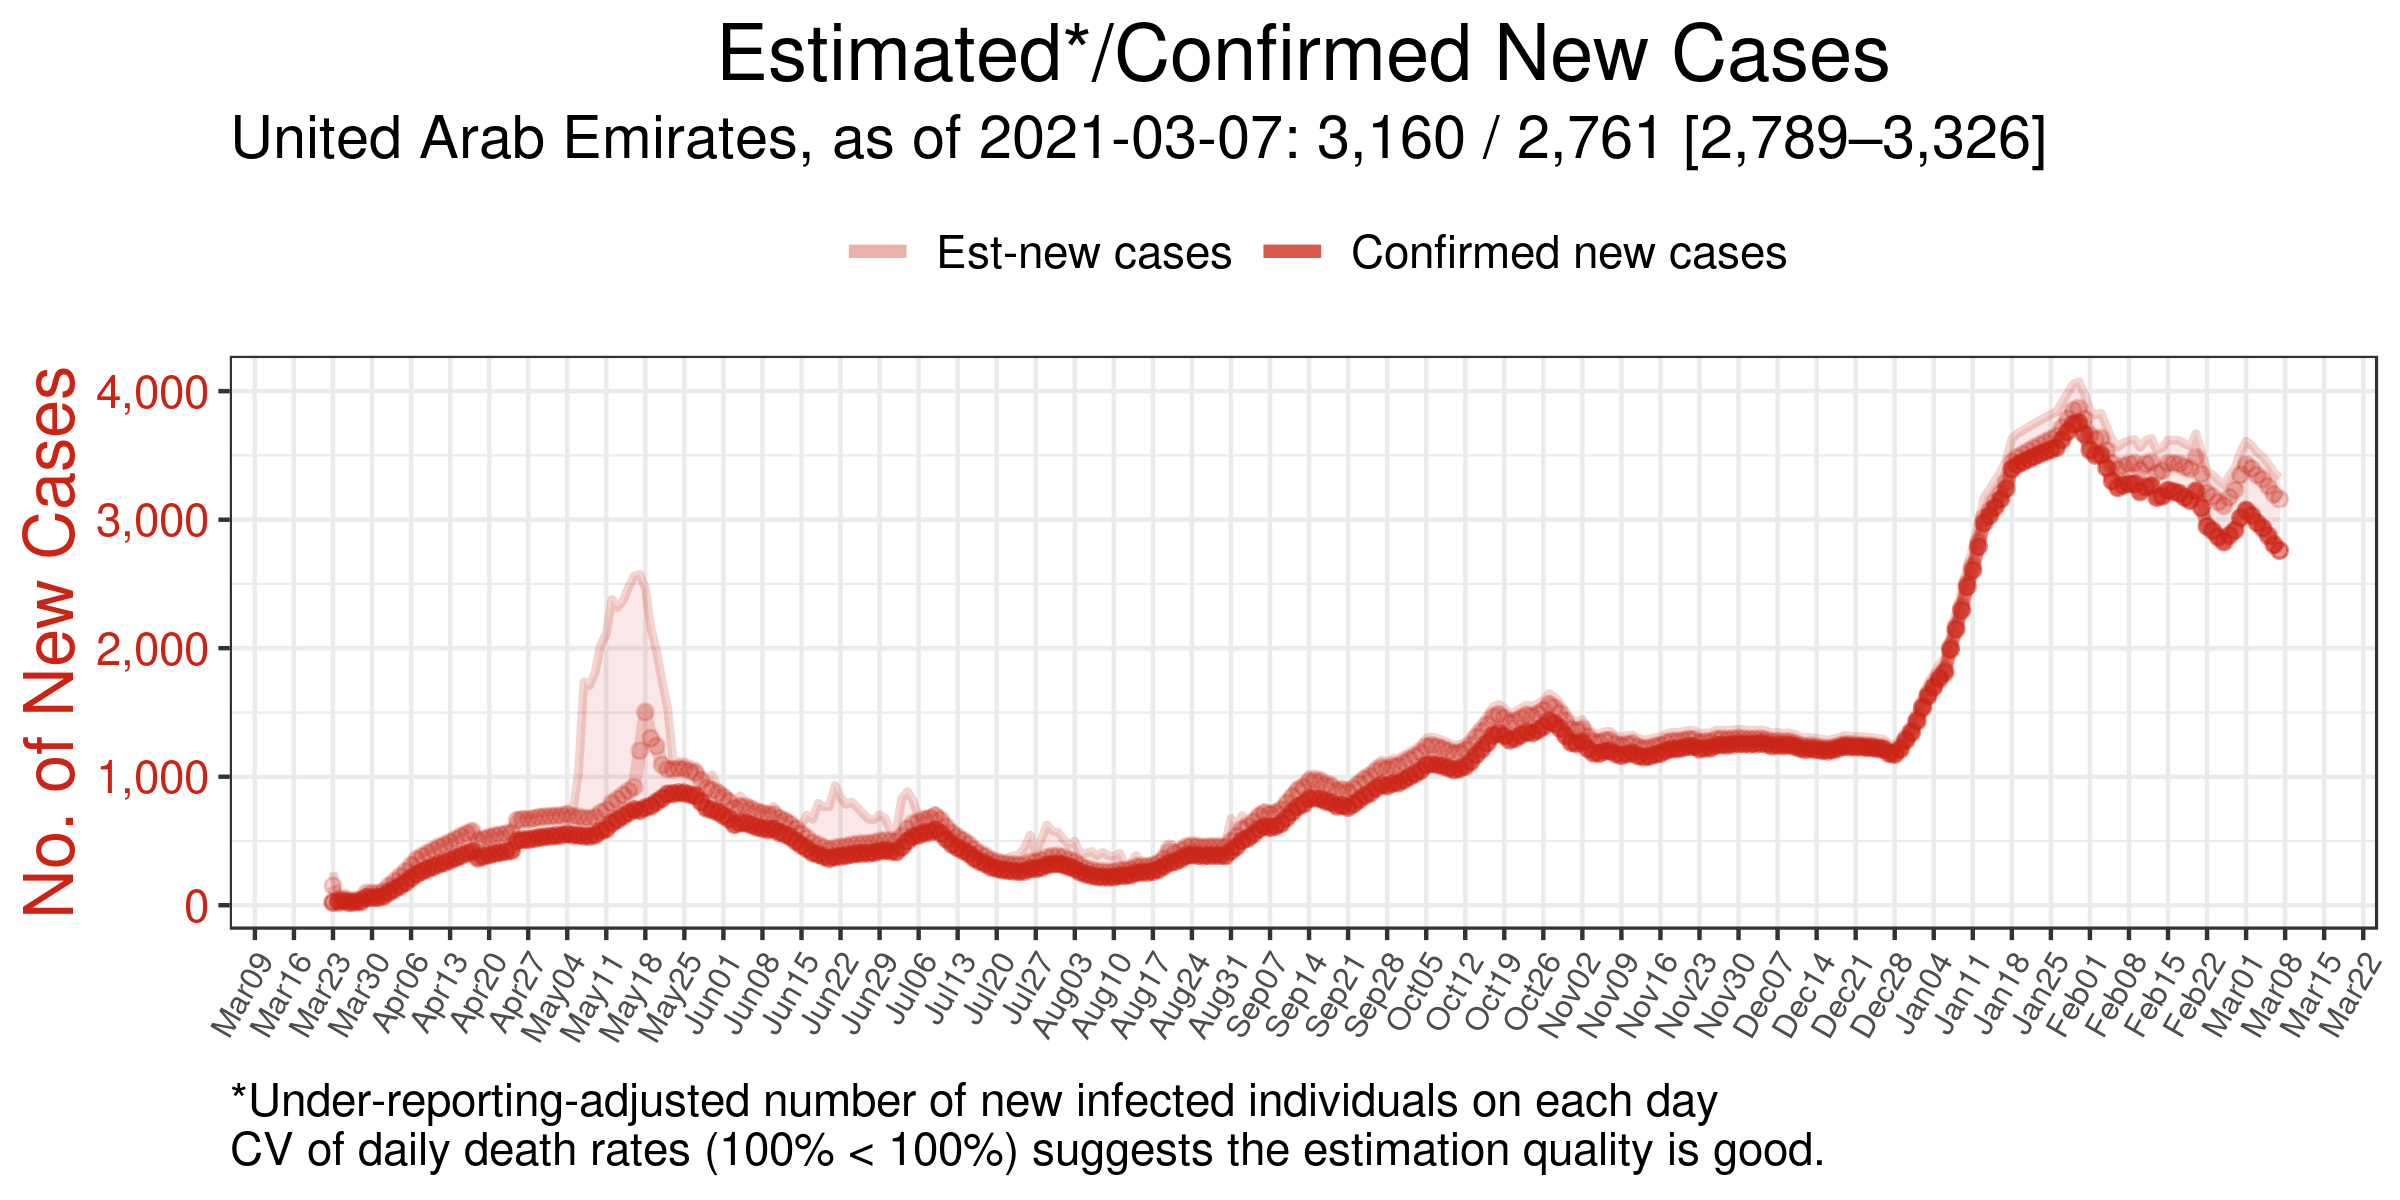 Estimated*/Confirmed New Cases
United Arab Emirates, as of 2021-03-07: 3,160 / 2,761 [2,789–3,326]
Est-new cases Confirmed new cases
No. of New Cases
4,000
3,000
2,000
1,000
0
Mar09 Mar16 Mar23 Mar30 Apr06 Apr13 Apr20 Apr27 May04 May11 May18 May25 Jun01 Jun08 Jun15 Jun22 Jun29 Jul06 Jul13 Jul20 Jul27 Aug03 Aug10 Aug17 Aug24 Aug31 Sep07 Sep14 Sep21 Sep28 Oct05 Oct12 Oct19 Oct26 Nov02 Nov09 Nov16 Nov23 Nov30 Dec07 Dec14 Dec21 Dec28 Jan04 Jan11 Jan18 Jan25 Feb01 Feb08 Feb15 Feb22 Mar01 Mar08 Mar15 Mar22
*Under-reporting-adjusted number of new infected individuals on each day
CV of daily death rates (100% < 100%) suggests the estimation quality is good.